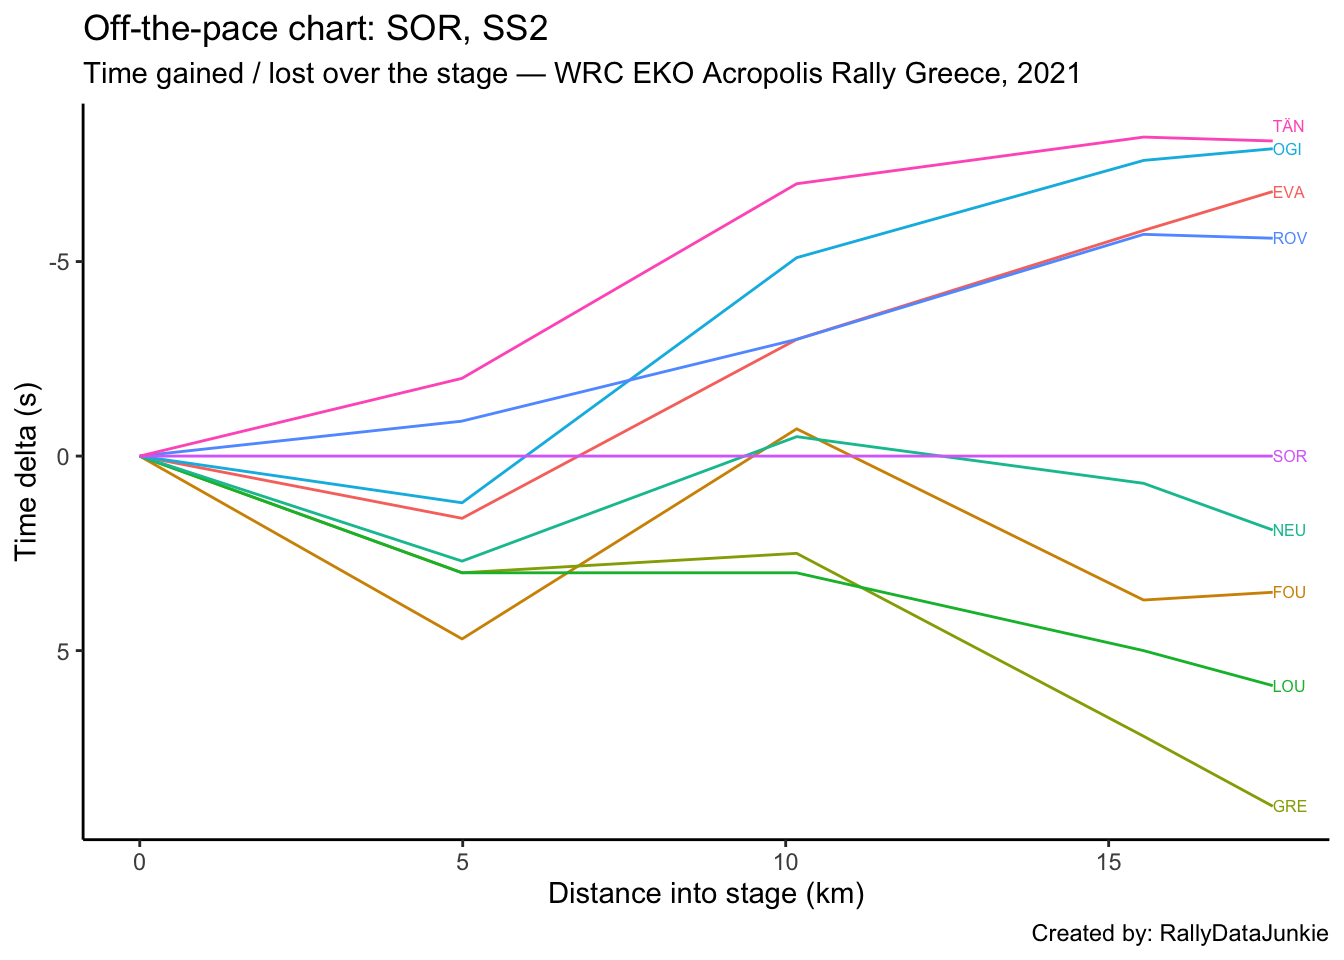 Off-the-pace chart: SOR, SS2
Time gained / lost over the stage — WRC EKO Acropolis Rally Greece, 2021
TÄN
OGI
EVA
ROV
-5
Time delta (s)
0
SOR
NEU
FOU
5
LOU
GRE
0 5 10 15
Distance into stage (km)
Created by: RallyDataJunkie